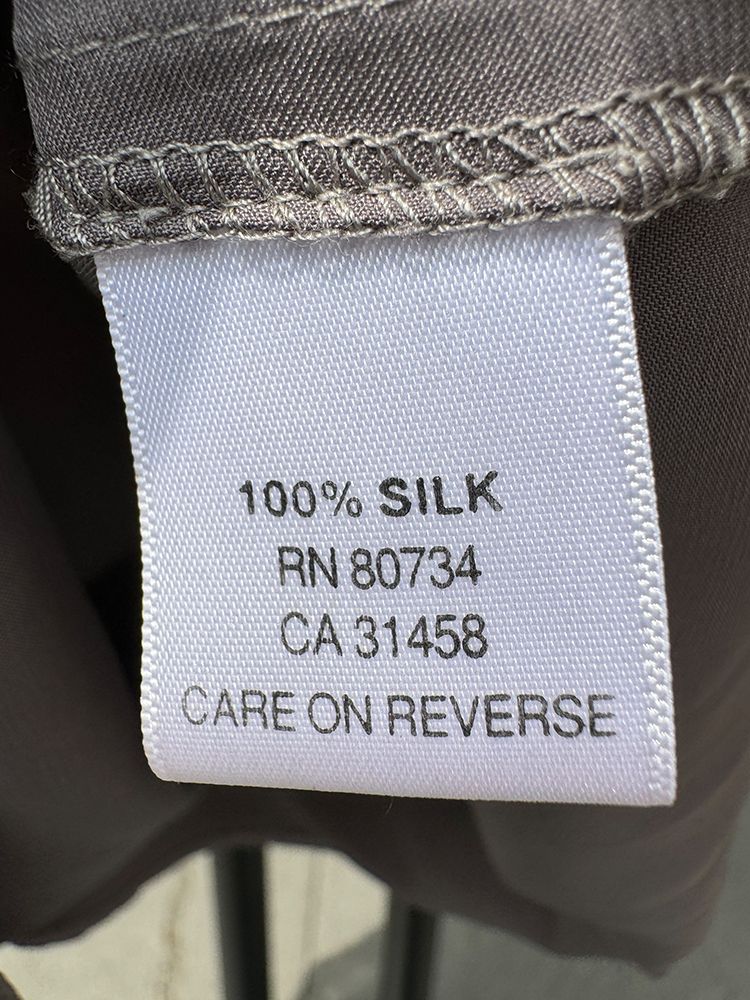 100% SILK
RN 80734
CA 31458
CARE ON REVERSE